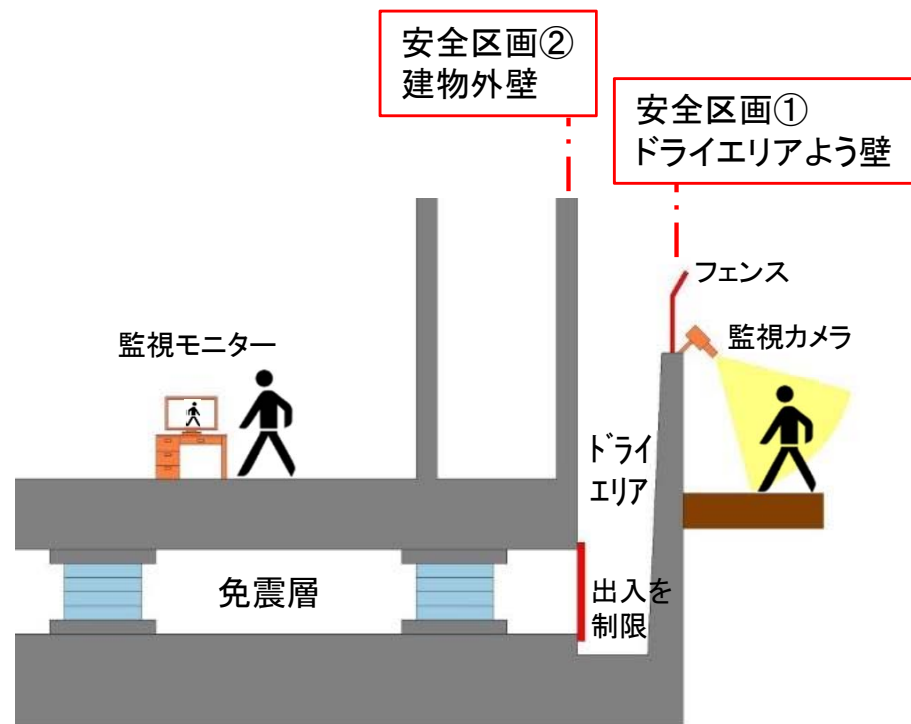 安全区画②
建物外壁
安全区画①
ドライエリアよう壁
フェンス
監視カメラ
監視モニター
ドライ
エリア
免震層
出入を
制限